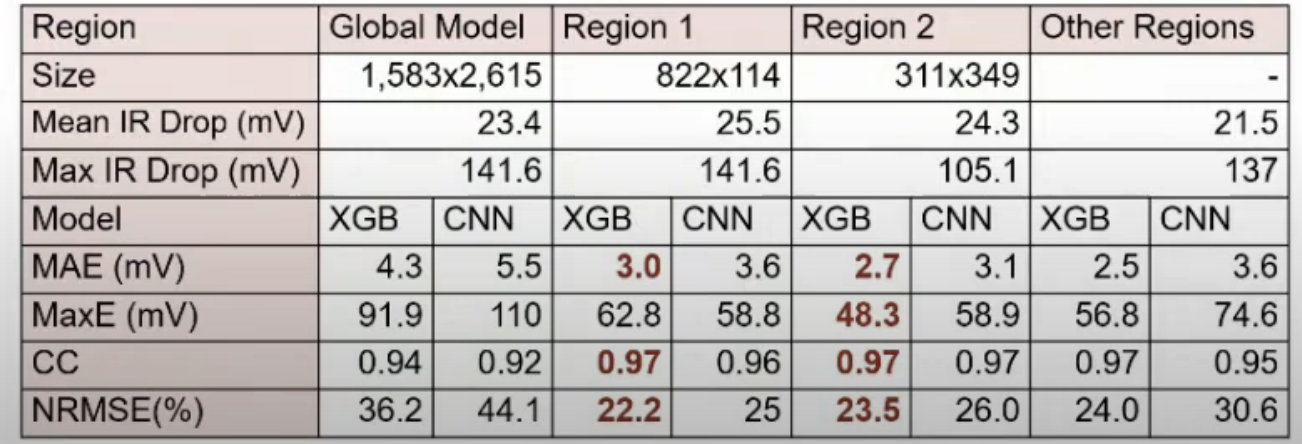 Region Global Model Region 1 Region 2 Other Regions
Size 1,583x2,615 822x114 311x349 -
Mean IR Drop (mV) 23.4 25.5 24.3 21.5
Max IR Drop (mV) 141.6 141.6 105.1 137
Model XGB CNN XGB CNN XGB CNN XGB CNN
MAE (mV) 4.3 5.5 3.0 3.6 2.7 3.1 2.5 3.6
MaxE (mV) 91.9 110 62.8 58.8 48.3 58.9 56.8 74.6
CC 0.94 0.92 0.97 0.96 0.97 0.97 0.97 0.95
NRMSE(%) 36.2 44.1 22.2 25 23.5 26.0 24.0 30.6